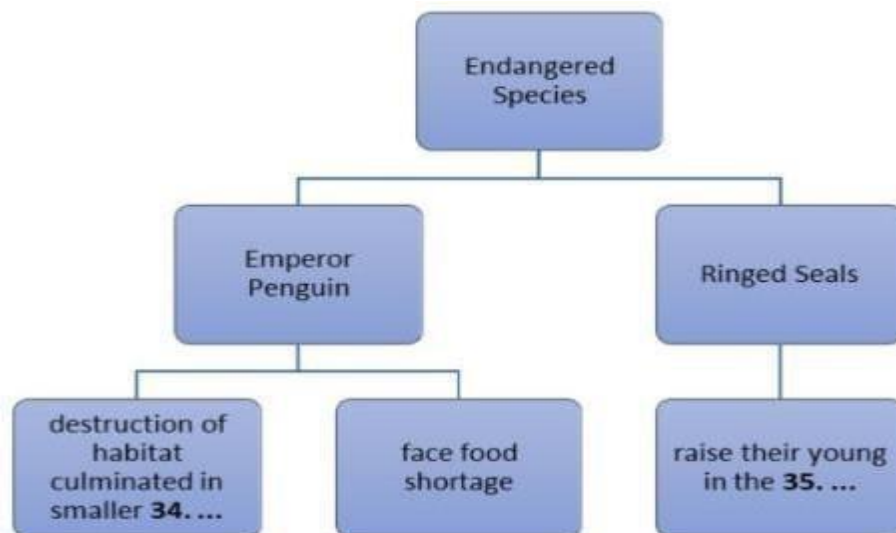 Endangered
Species
Emperor
Penguin
Ringed Seals
destruction of
habitat
culminated in
smaller 34. ...
face food
shortage
raise their young
in the 35. ...